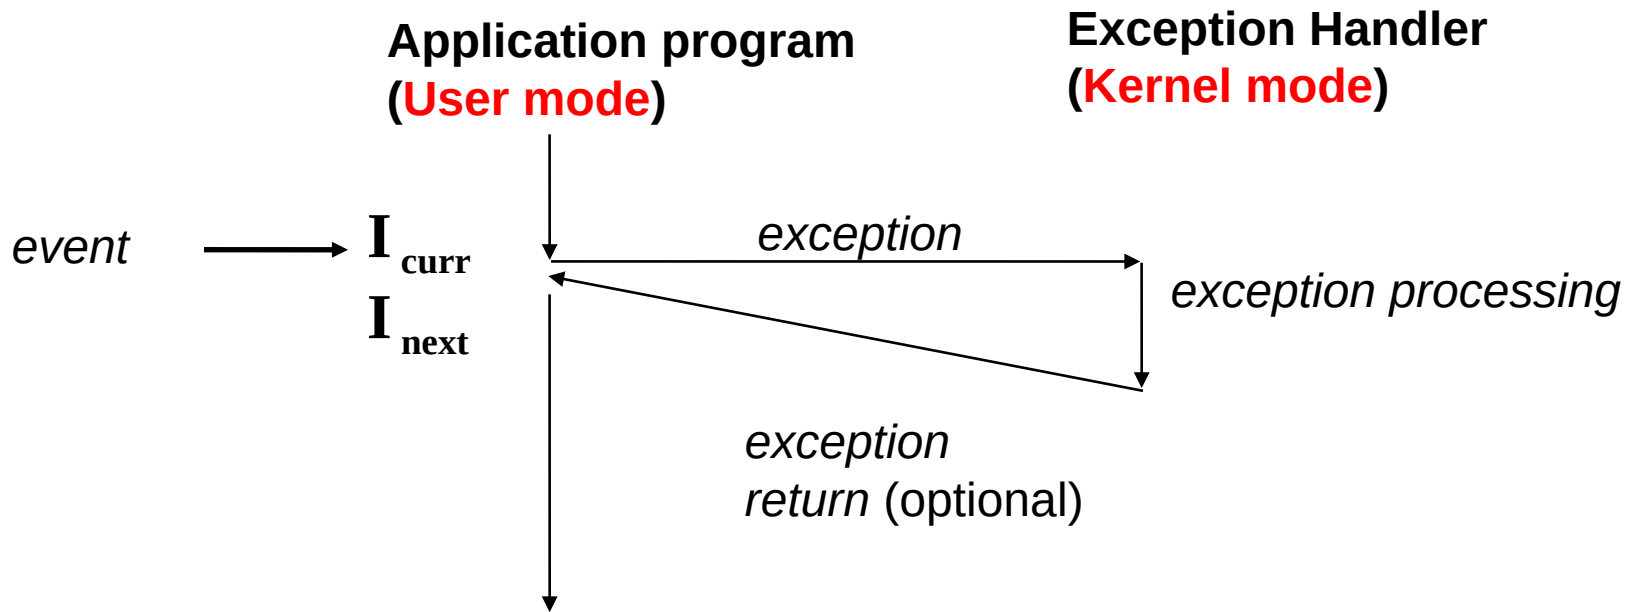 Application program
(User mode)
Exception Handler
(Kernel mode)
event
I curr
I next
exception
exception processing
exception
return (optional)